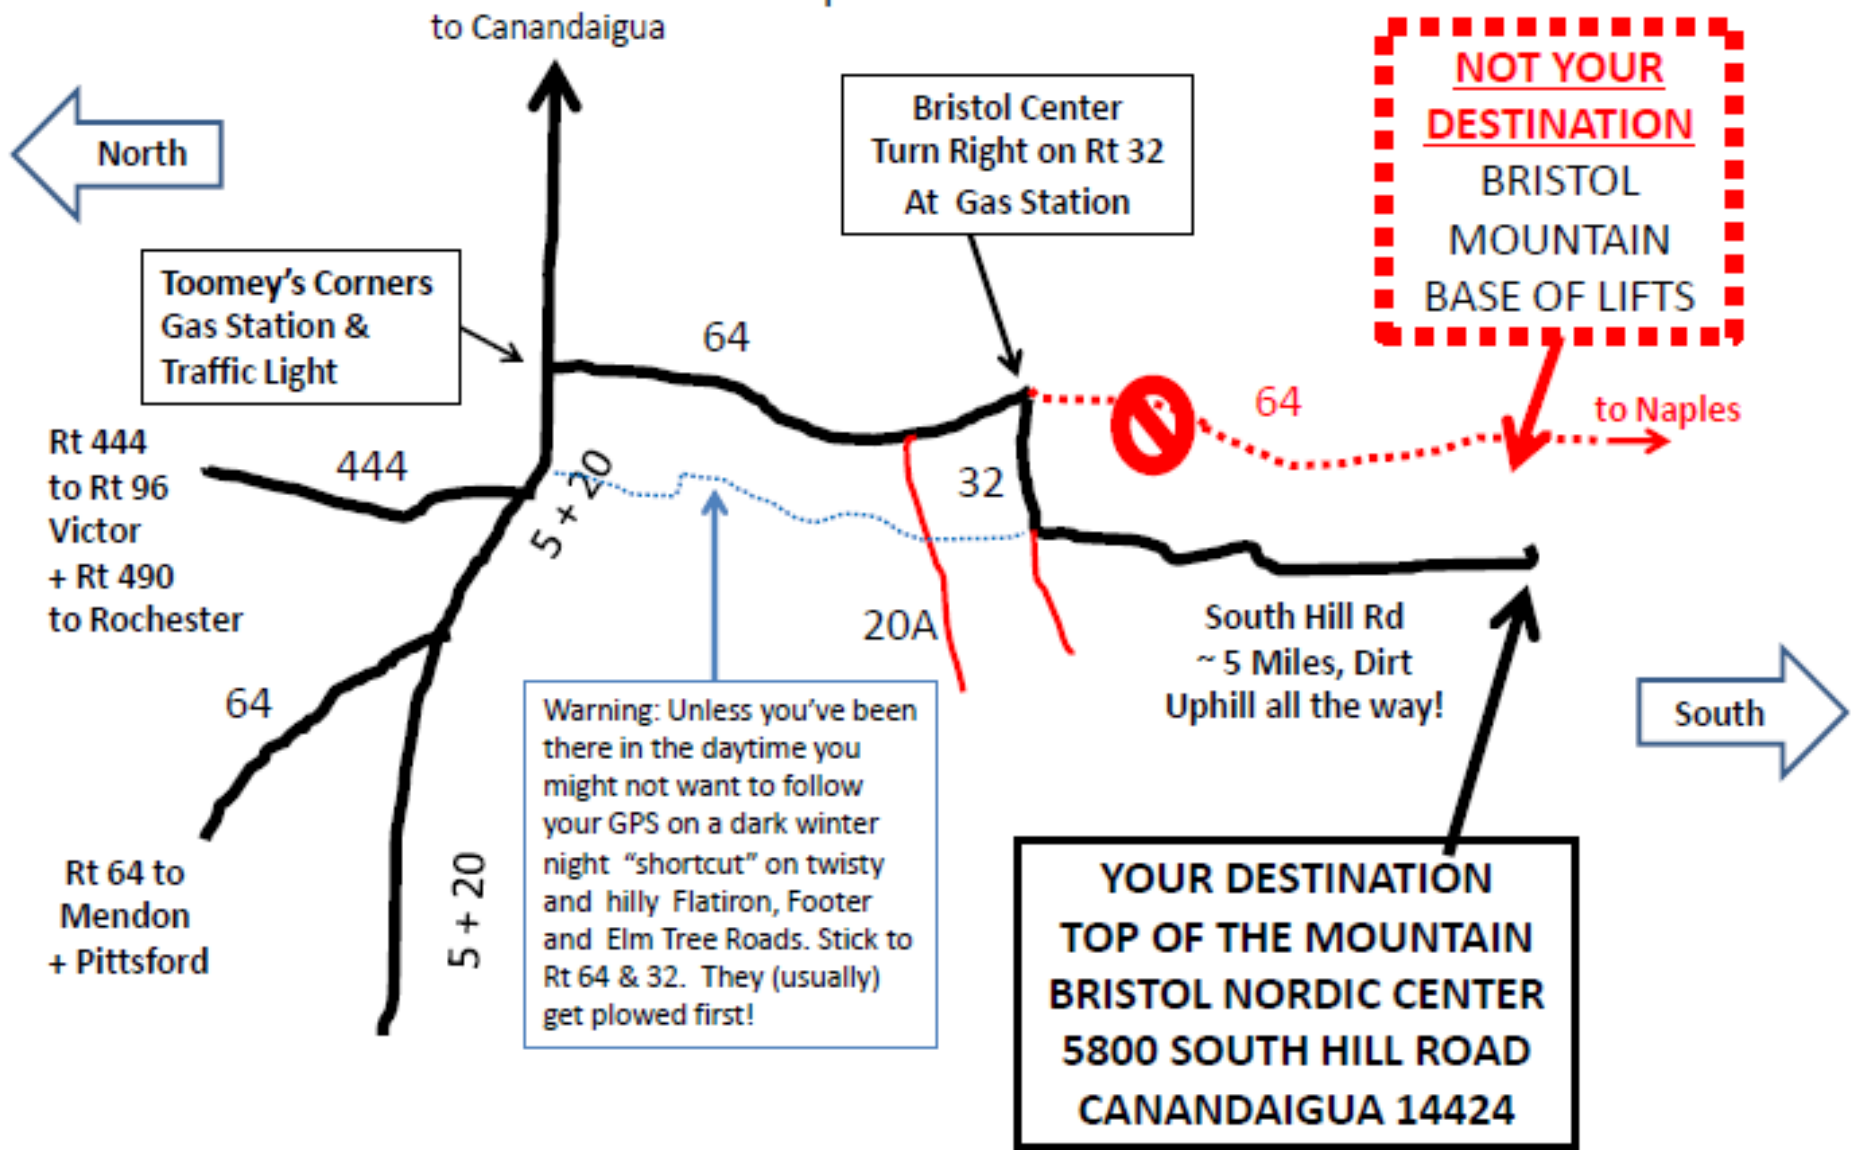 to Canandaigua
North
Bristol Center
Turn Right on Rt 32
At Gas Station
NOT YOUR
DESTINATION
BRISTOL
MOUNTAIN
BASE OF LIFTS
Toomey's Corners
Gas Station &
Traffic Light
64
64
to Naples
Rt 444
to Rt 96
Victor
+ Rt 490
to Rochester
444
5 + 20
32
20A
South Hill Rd
~ 5 Miles, Dirt
Uphill all the way!
South
64
Rt 64 to
Mendon
+ Pittsford
5 + 20
Warning: Unless you've been
there in the daytime you
might not want to follow
your GPS on a dark winter
night “shortcut” on twisty
and hilly Flatiron, Footer
and Elm Tree Roads. Stick to
Rt 64 & 32. They (usually)
get plowed first!
YOUR DESTINATION
TOP OF THE MOUNTAIN
BRISTOL NORDIC CENTER
5800 SOUTH HILL ROAD
CANANDAIGUA 14424